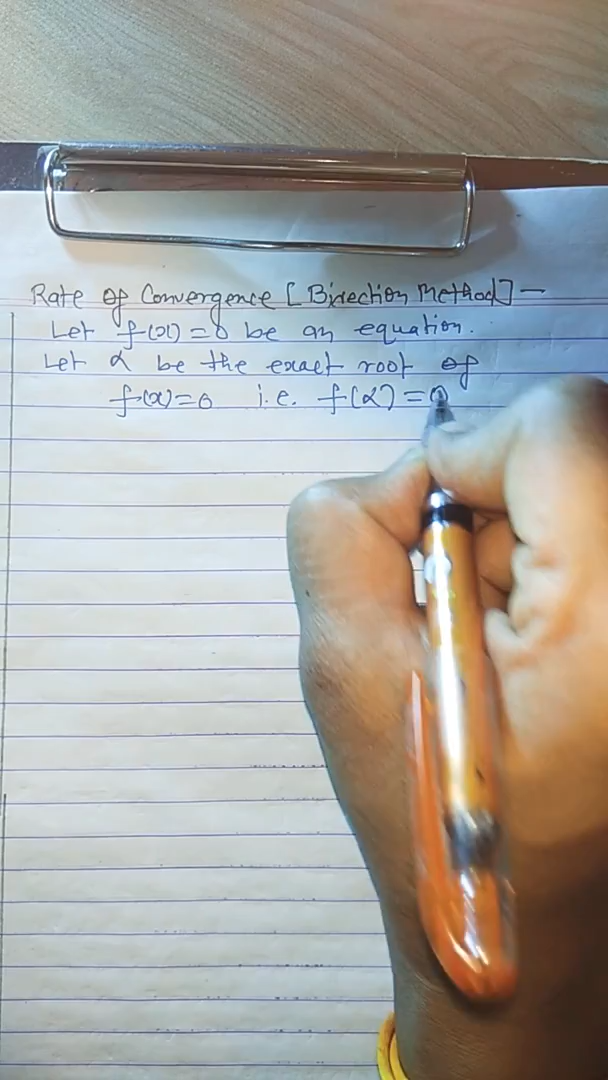 Rate of Convergence [Bisection Method] —
Let f(x) = 0 be an equation.
Let α be the exact root of
f(x) = 0 i.e. f(α) = 0